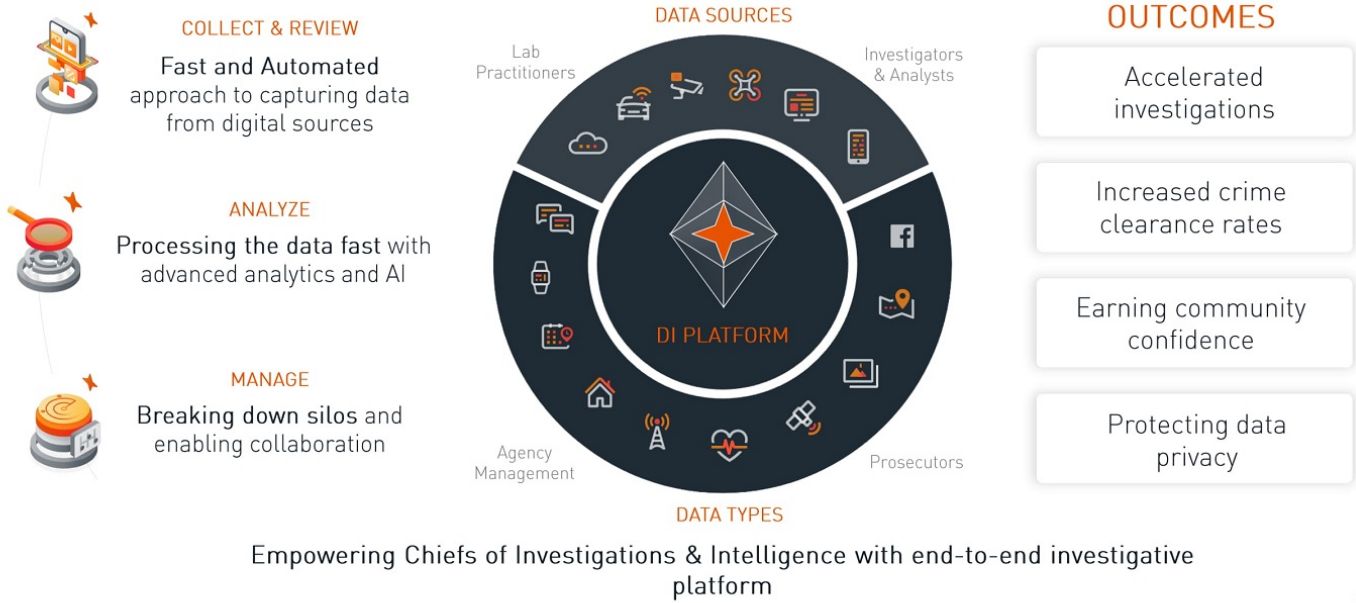 COLLECT & REVIEW
Fast and Automated
approach to capturing data
from digital sources
ANALYZE
Processing the data fast with
advanced analytics and AI
MANAGE
Breaking down silos and
enabling collaboration
DATA SOURCES
Lab
Practitioners
Investigators
& Analysts
DI PLATFORM
Agency
Management
Prosecutors
DATA TYPES
OUTCOMES
Accelerated
investigations
Increased crime
clearance rates
Earning community
confidence
Protecting data
privacy
Empowering Chiefs of Investigations & Intelligence with end-to-end investigative
platform